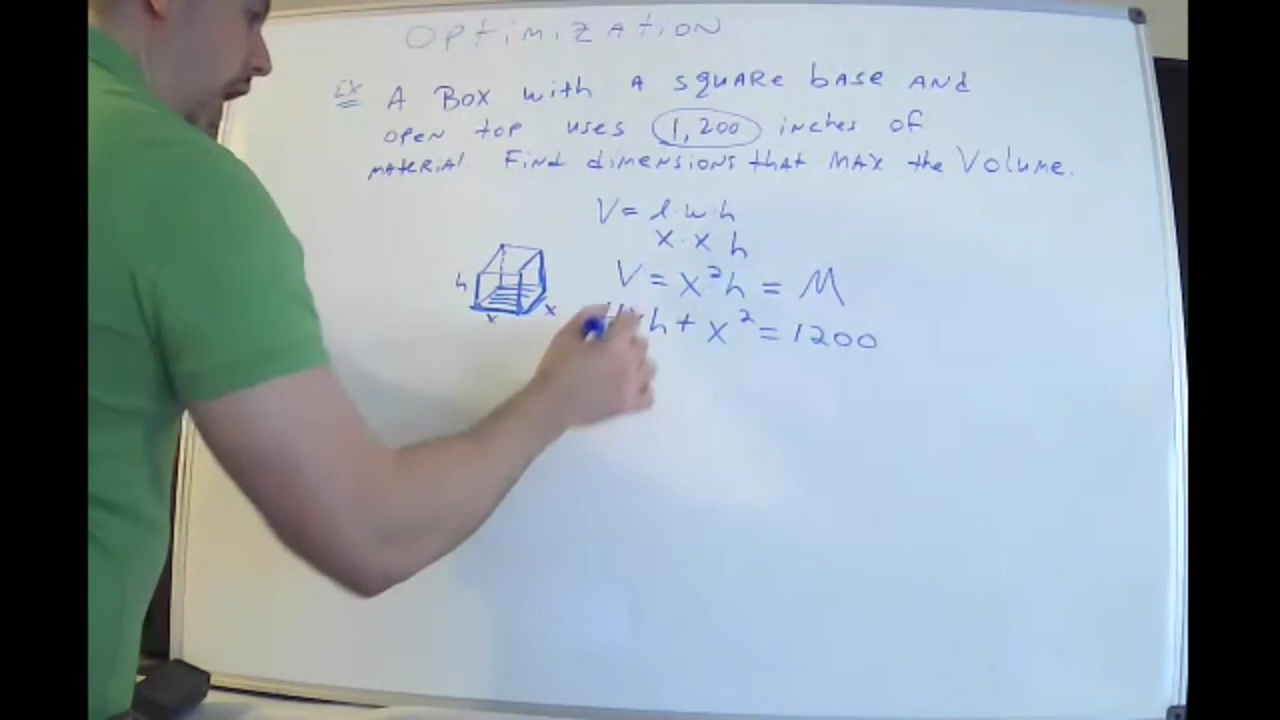 Optimization
Ex A Box with A square base and
open top uses 1,200 inches of
material. Find dimensions that MAX the Volume.
V = l · w · h
x · x h
V = x²h = M
h + x² = 1200
h
x
x